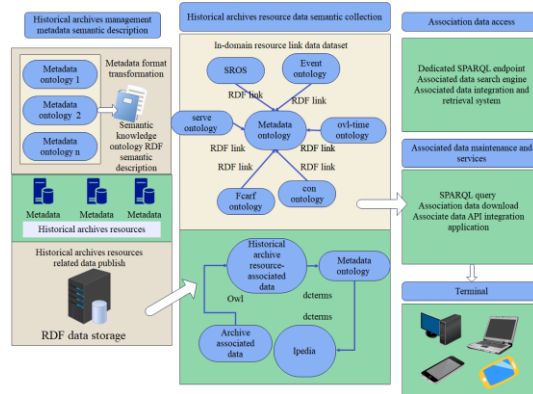 Historical archives management
metadata semantic description
Metadata
ontology 1
Metadata
ontology 2
Metadata
ontology n
Metadata format
transformation
Semantic
knowledge
ontology RDF
semantic
description
Metadata
Metadata
Metadata
Historical archives resources
Historical archives resources
related data publish
RDF data storage
Historical archives resource data semantic collection
In-domain resource link data dataset
SROS
Event
ontology
RDF link
RDF link
serve ontology
Metadata
ontology
ovl-time ontology
RDF link
RDF link
RDF link
RDF link
Fcarf
ontology
con
ontology
Historical
archive
resource-
associated
data
Metadata
ontology
Owl
dcterms
dcterms
Archive
associated
data
Ipedia
Association data access
Dedicated SPARQL endpoint
Associated data search engine
Associated data integration and
retrieval system
Associated data maintenance and
services
SPARQL query
Association data download
Associate data API integration
application
Terminal